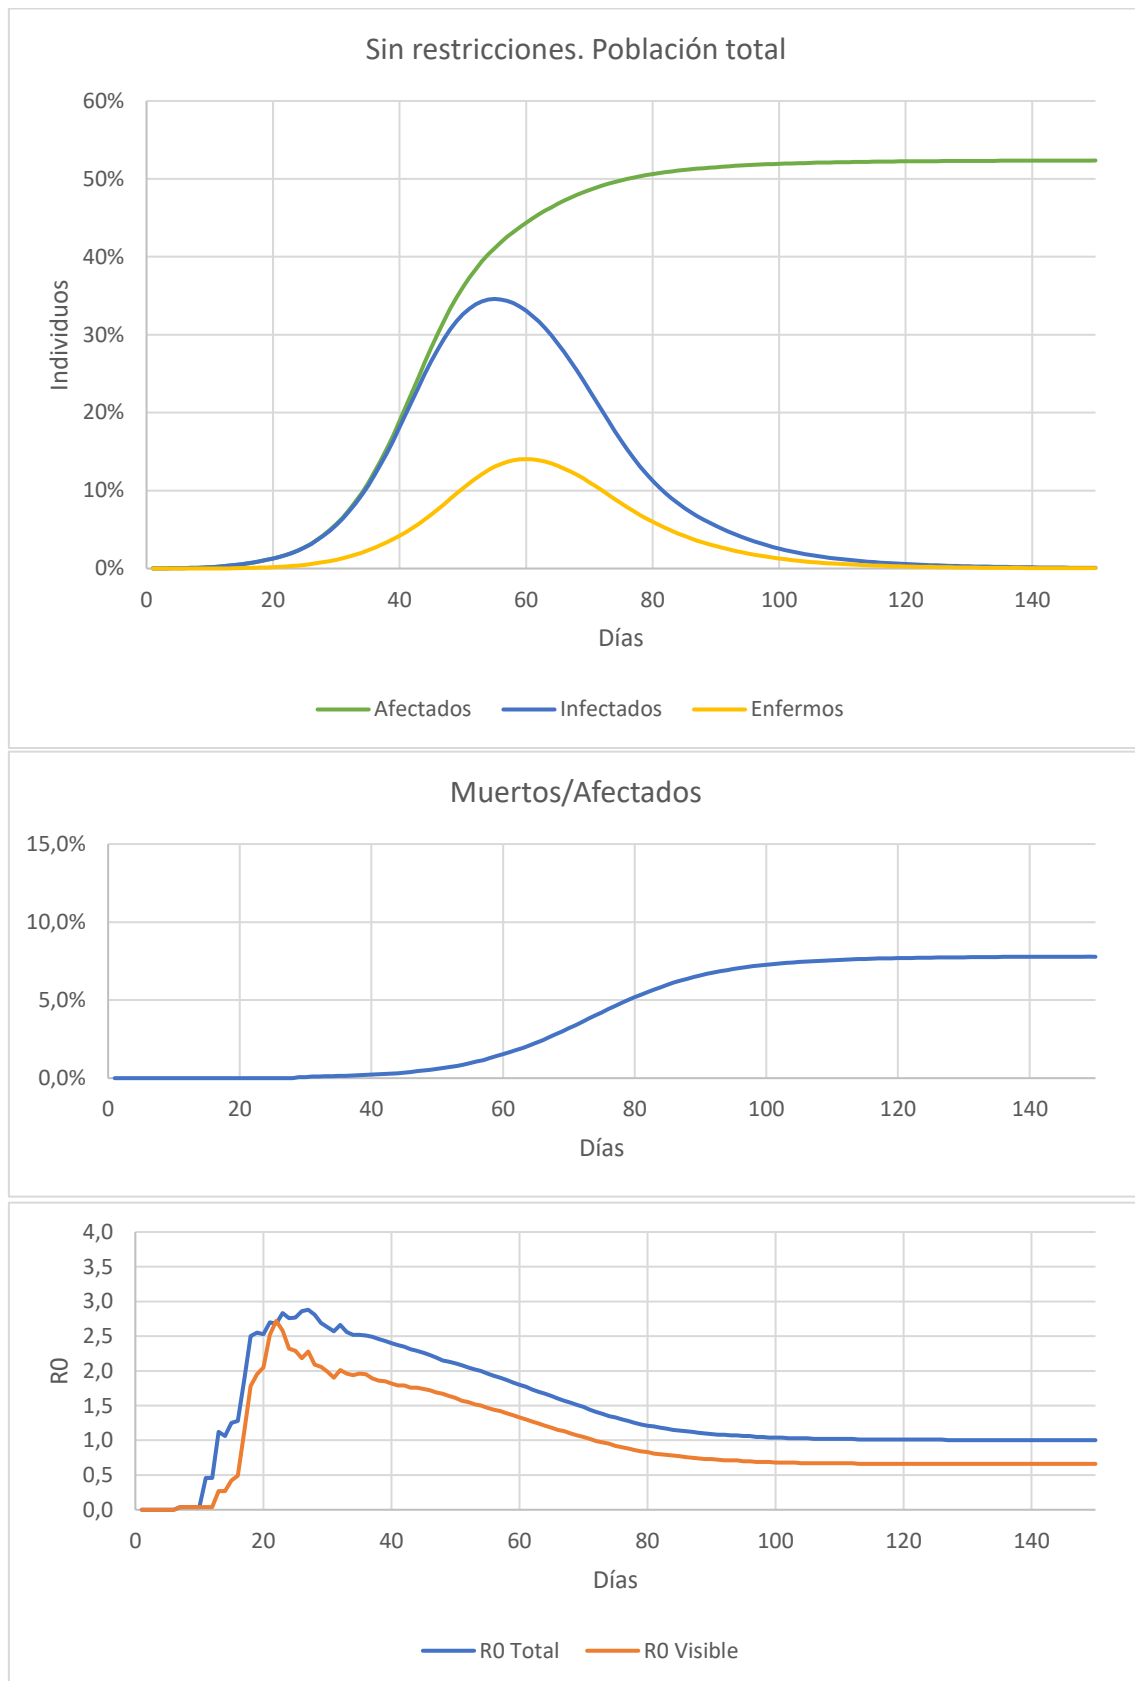 Sin restricciones. Población total
60%
50%
40%
30%
20%
10%
0%
Individuos
0 20 40 60 80 100 120 140
Días
Afectados Infectados Enfermos
Muertos/Afectados
15,0%
10,0%
5,0%
0,0%
0 20 40 60 80 100 120 140
Días
4,0
3,5
3,0
2,5
2,0
1,5
1,0
0,5
0,0
R0
0 20 40 60 80 100 120 140
Días
R0 Total R0 Visible